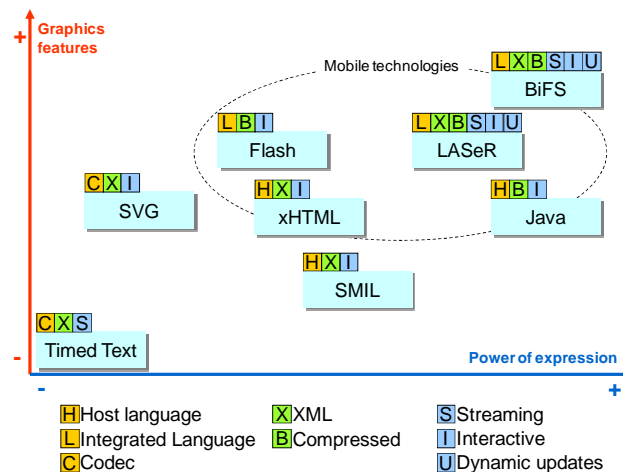 Graphics
features
+
Mobile technologies
L X B S I U
BiFS
L B I
Flash
L X B S I U
LASeR
C X I
SVG
H X I
xHTML
H B I
Java
H X I
SMIL
C X S
Timed Text
-
Power of expression
-
+
H Host language
X XML
S Streaming
L Integrated Language
B Compressed
I Interactive
C Codec
U Dynamic updates